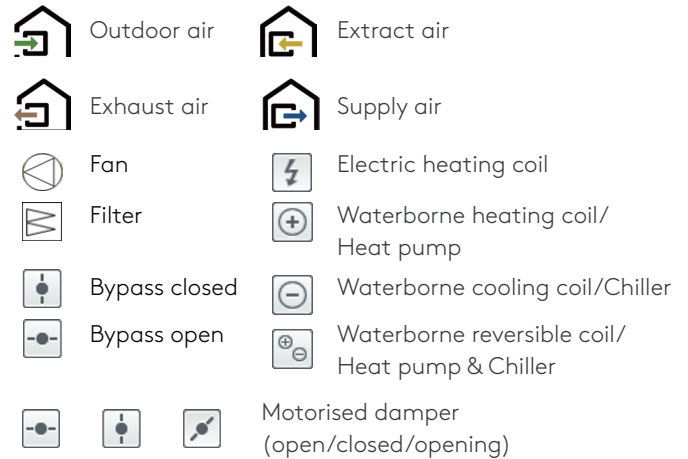 Outdoor air
Extract air
Exhaust air
Supply air
Fan
Electric heating coil
Filter
Waterborne heating coil/
Heat pump
Bypass closed
Waterborne cooling coil/Chiller
Bypass open
Waterborne reversible coil/
Heat pump & Chiller
Motorised damper
(open/closed/opening)